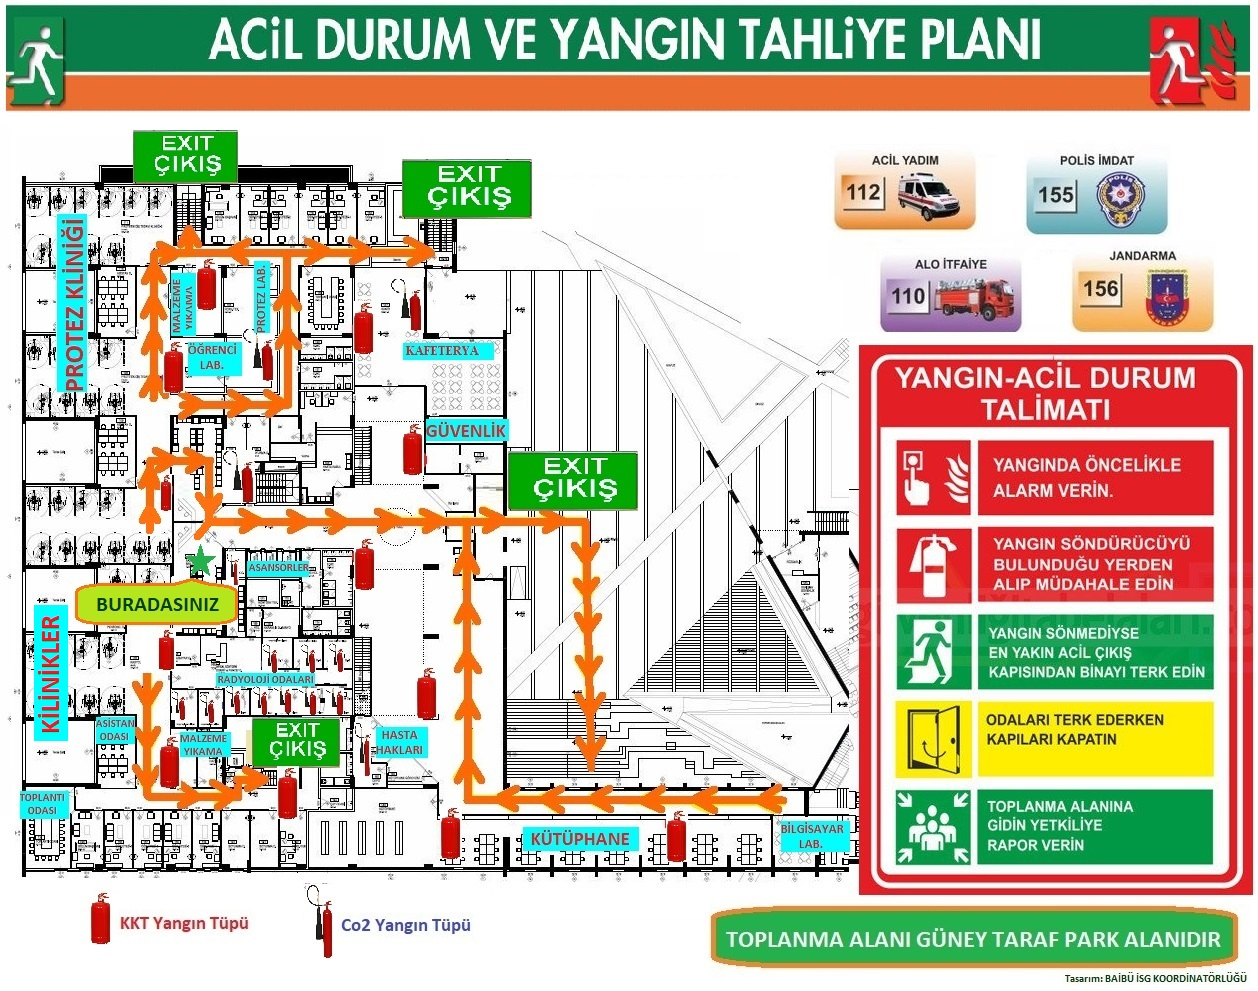 ACİL DURUM VE YANGIN TAHLİYE PLANI
EXIT
ÇIKIŞ
EXIT
ÇIKIŞ
ACİL YADIM
112
POLİS İMDAT
155
POLİS
ALO İTFAİYE
110
JANDARMA
156
PROTEZ KLİNİĞİ
MALZEME
YIKAMA
PROTEZ LAB.
ÖĞRENCİ
LAB.
KAFETERYA
GÜVENLİK
EXIT
ÇIKIŞ
ASANSÖRLER
BURADASINIZ
KİLİNİKLER
RADYOLOJİ ODALARI
ASİSTAN
ODASI
MALZEME
YIKAMA
EXIT
ÇIKIŞ
HASTA
HAKLARI
TOPLANTI
ODASI
KÜTÜPHANE
BİLGİSAYAR
LAB.
YANGIN-ACİL DURUM
TALİMATI
YANGINDA ÖNCELİKLE
ALARM VERİN.
YANGIN SÖNDÜRÜCÜYÜ
BULUNDUĞU YERDEN
ALIP MÜDAHALE EDİN
YANGIN SÖNMEDİYSE
EN YAKIN ACİL ÇIKIŞ
KAPISINDAN BİNAYI TERK EDİN
ODALARI TERK EDERKEN
KAPILARI KAPATIN
TOPLANMA ALANINA
GİDİN YETKİLİYE
RAPOR VERİN
KKT Yangın Tüpü
Co2 Yangın Tüpü
TOPLANMA ALANI GÜNEY TARAF PARK ALANIDIR
Tasarım: BAİBÜ İSG KOORDİNATÖRLÜĞÜ